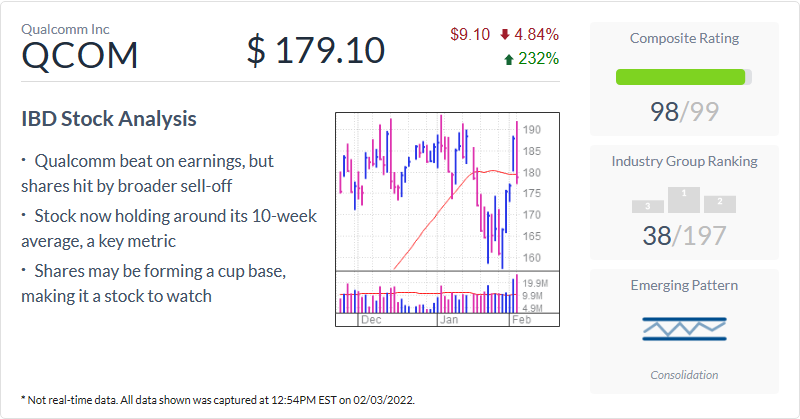 Qualcomm Inc
QCOM
$ 179.10
$9.10 4.84%
232%
IBD Stock Analysis
· Qualcomm beat on earnings, but
shares hit by broader sell-off
· Stock now holding around its 10-week
average, a key metric
· Shares may be forming a cup base,
making it a stock to watch
190
185
180
175
170
165
160
19.9M
9.9M
4.9M
Dec Jan Feb
Composite Rating
98/99
Industry Group Ranking
3 1 2
38/197
Emerging Pattern
Consolidation
* Not real-time data. All data shown was captured at 12:54PM EST on 02/03/2022.